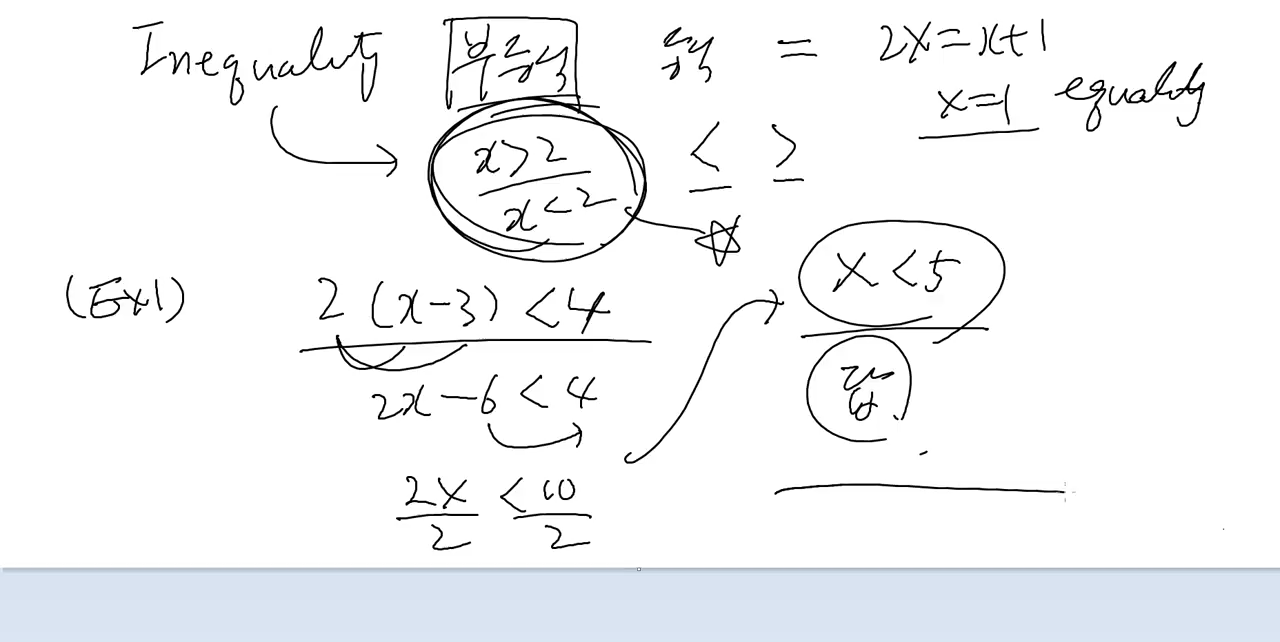 Inequality 부등식 등식 = 2x=x+1
x=1 equality
x>2 < >
x<2
(Ex1) 2(x-3)<4
2x-6<4
2x/2 < 10/2
x<5
답